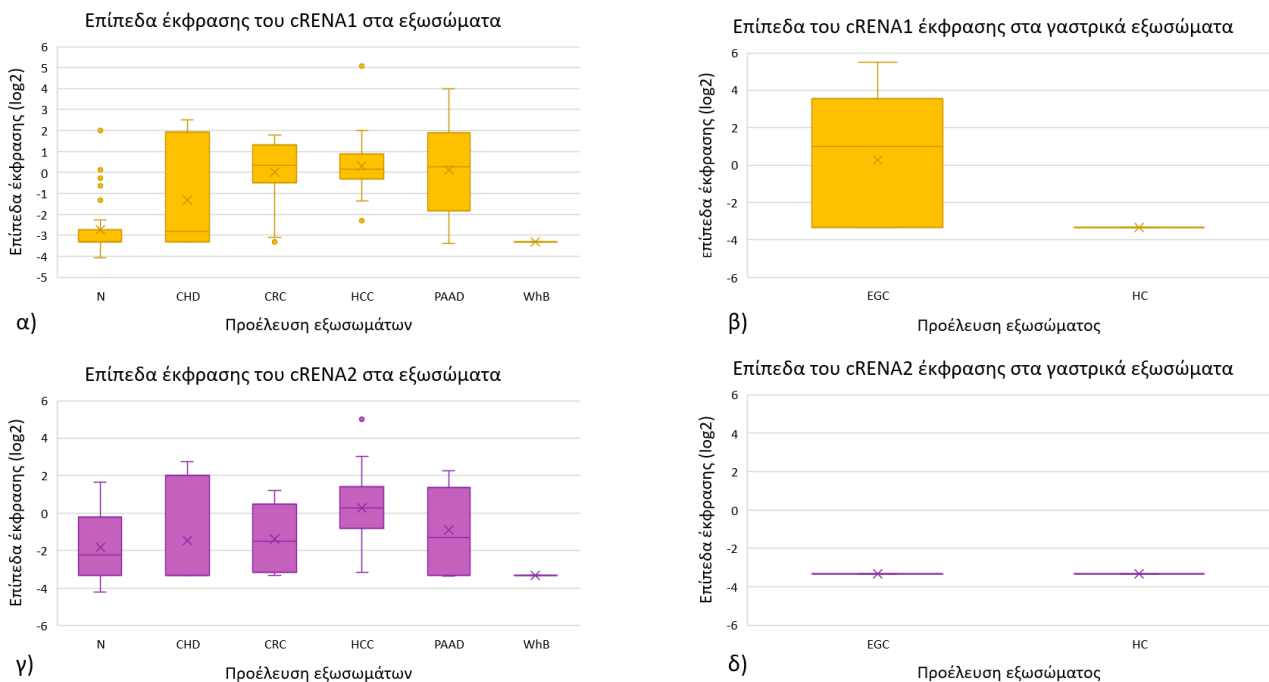 Επίπεδα έκφρασης του cRENA1 στα εξωσώματα
Επίπεδα έκφρασης (log2)
6
5
4
3
2
1
0
-1
-2
-3
-4
-5
N CHD CRC HCC PAAD WhB
Προέλευση εξωσωμάτων
α)
Επίπεδα του cRENA1 έκφρασης στα γαστρικά εξωσώματα
Επίπεδα έκφρασης (log2)
6
4
2
0
-2
-4
-6
EGC HC
Προέλευση εξωσώματος
β)
Επίπεδα έκφρασης του cRENA2 στα εξωσώματα
Επίπεδα έκφρασης (log2)
6
4
2
0
-2
-4
-6
N CHD CRC HCC PAAD WhB
Προέλευση εξωσωμάτων
γ)
Επίπεδα του cRENA2 έκφρασης στα γαστρικά εξωσώματα
Επίπεδα έκφρασης (log2)
6
4
2
0
-2
-4
-6
EGC HC
Προέλευση εξωσώματος
δ)